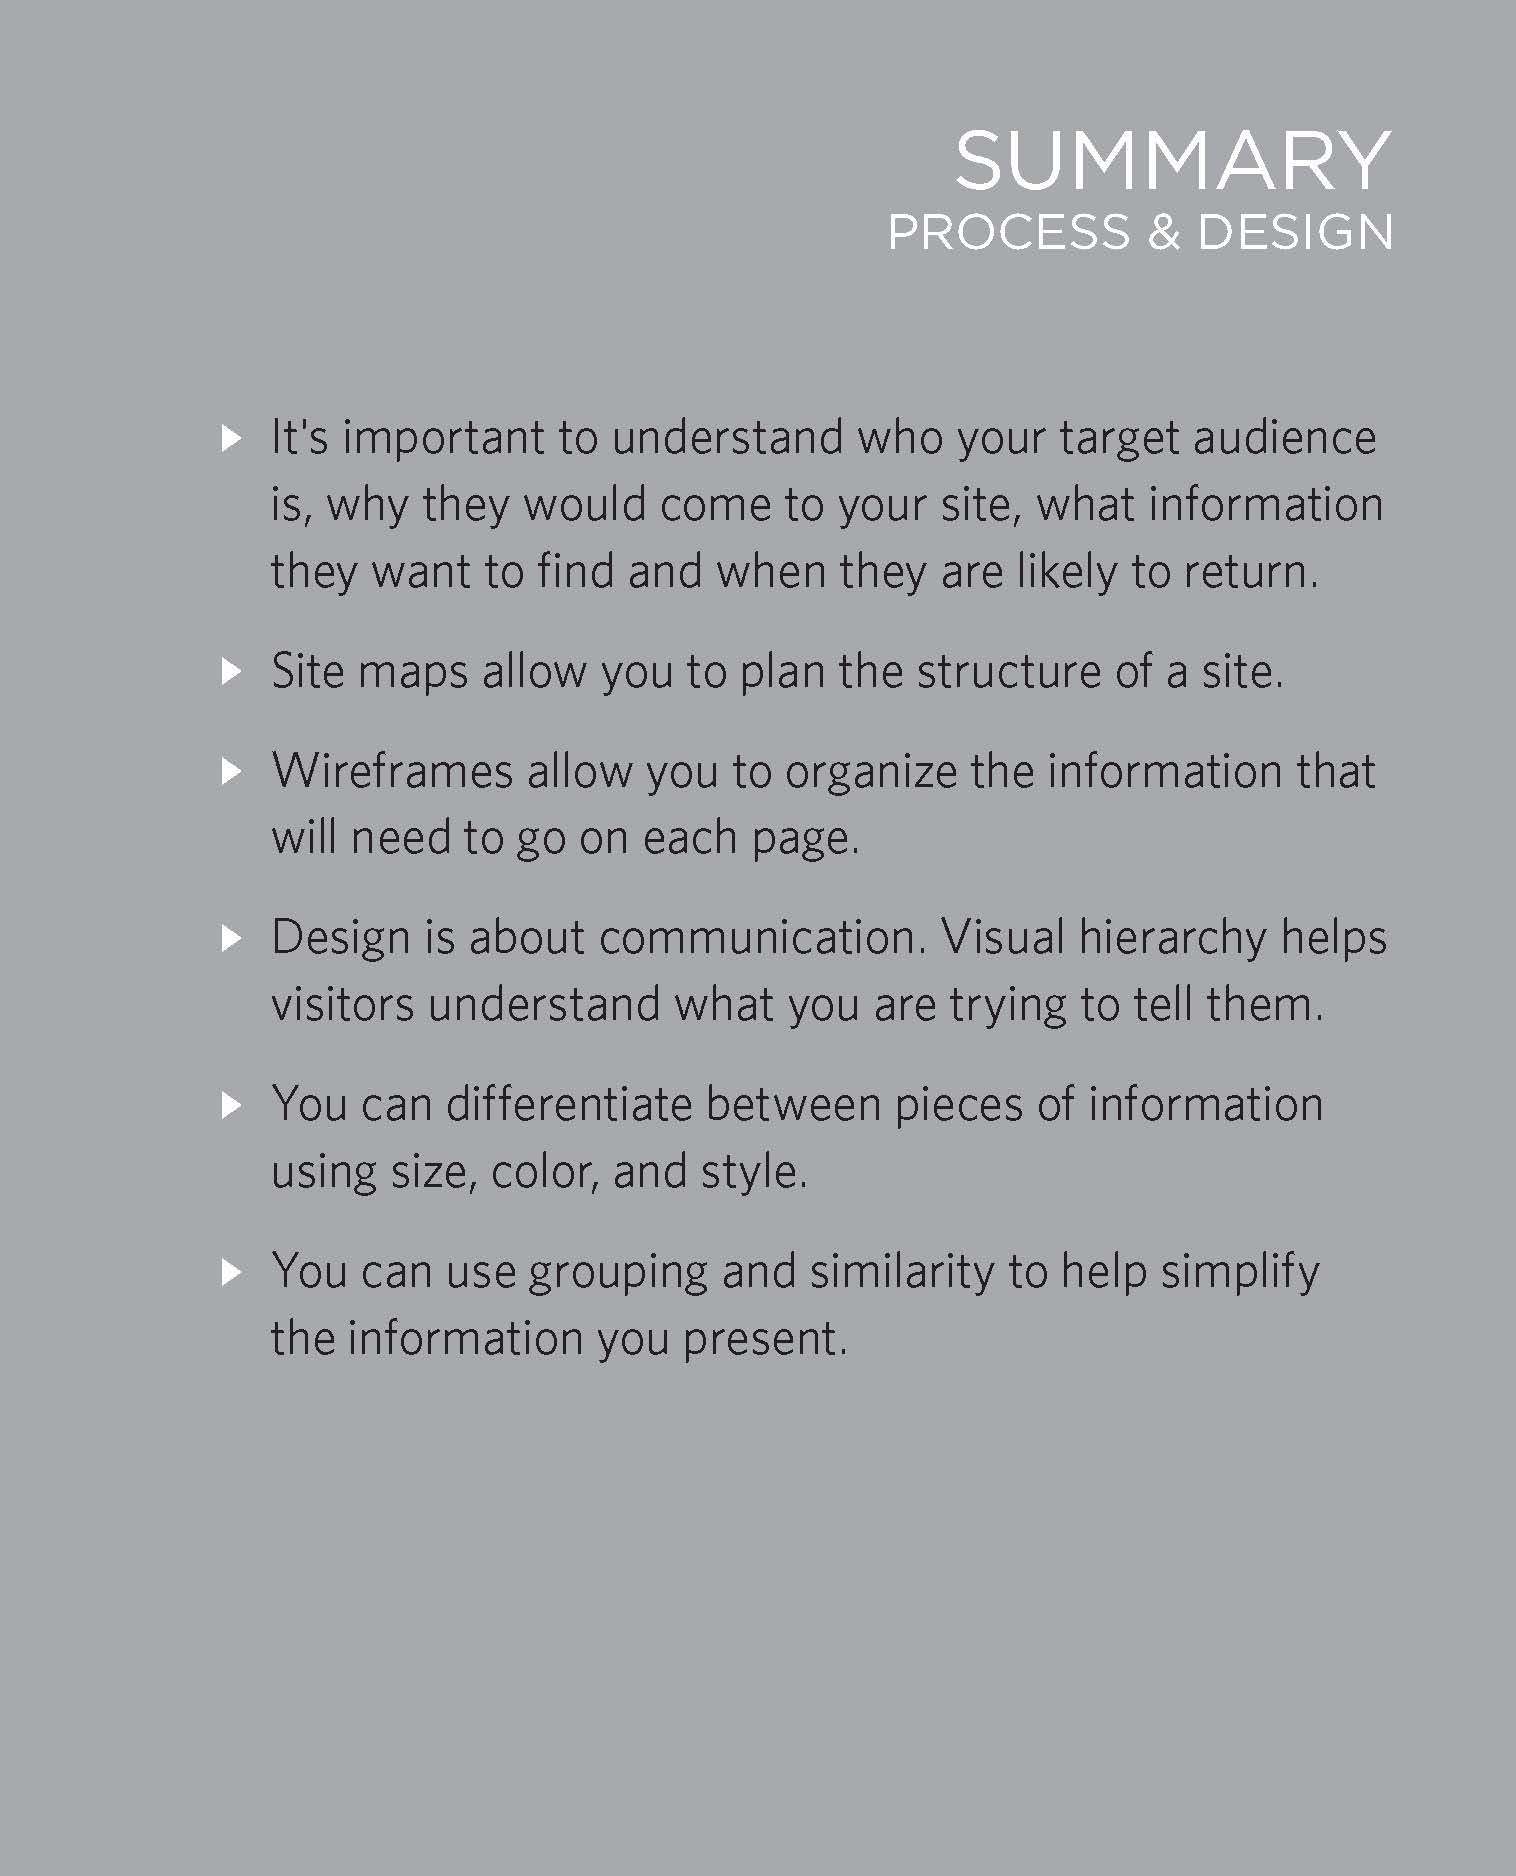 SUMMARY
PROCESS & DESIGN
It's important to understand who your target audience
is, why they would come to your site, what information
they want to find and when they are likely to return.
Site maps allow you to plan the structure of a site.
Wireframes allow you to organize the information that
will need to go on each page.
Design is about communication. Visual hierarchy helps
visitors understand what you are trying to tell them.
You can differentiate between pieces of information
using size, color, and style.
You can use grouping and similarity to help simplify
the information you present.